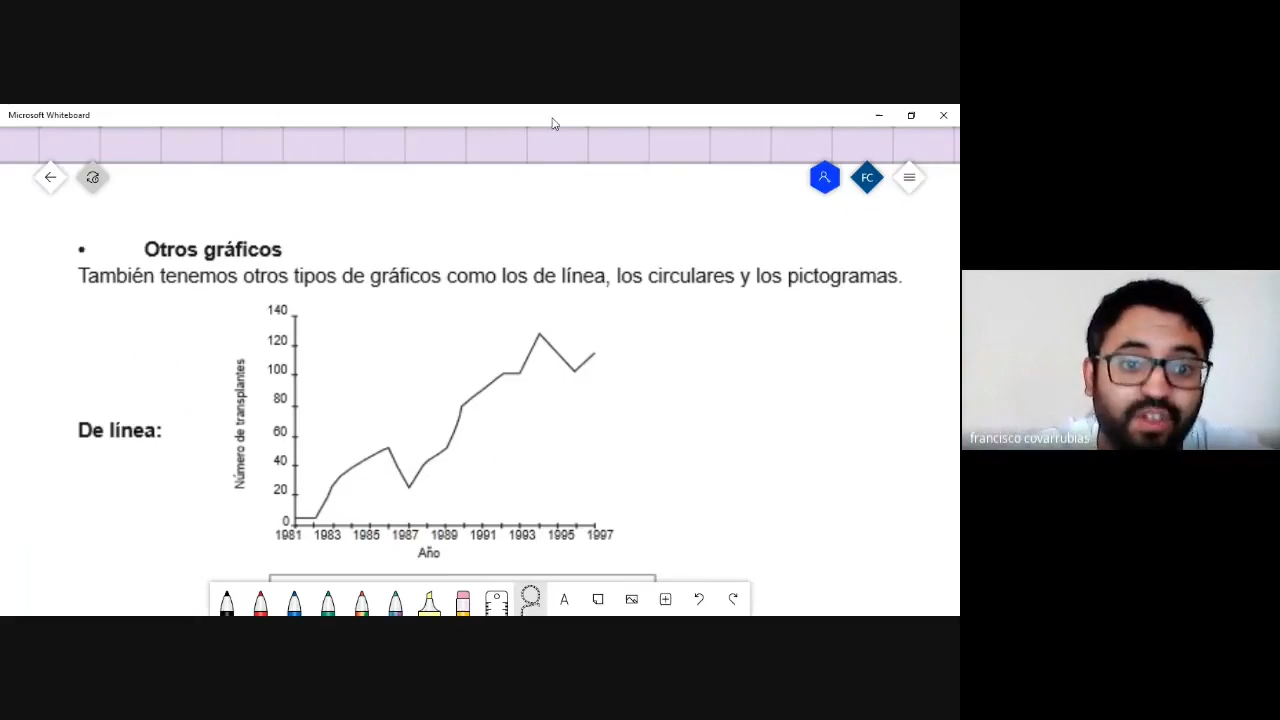 Microsoft Whiteboard
FC
• Otros gráficos
También tenemos otros tipos de gráficos como los de línea, los circulares y los pictogramas.
De línea:
Número de transplantes
140
120
100
80
60
40
20
0
1981 1983 1985 1987 1989 1991 1993 1995 1997
Año
A
francisco covarrubias